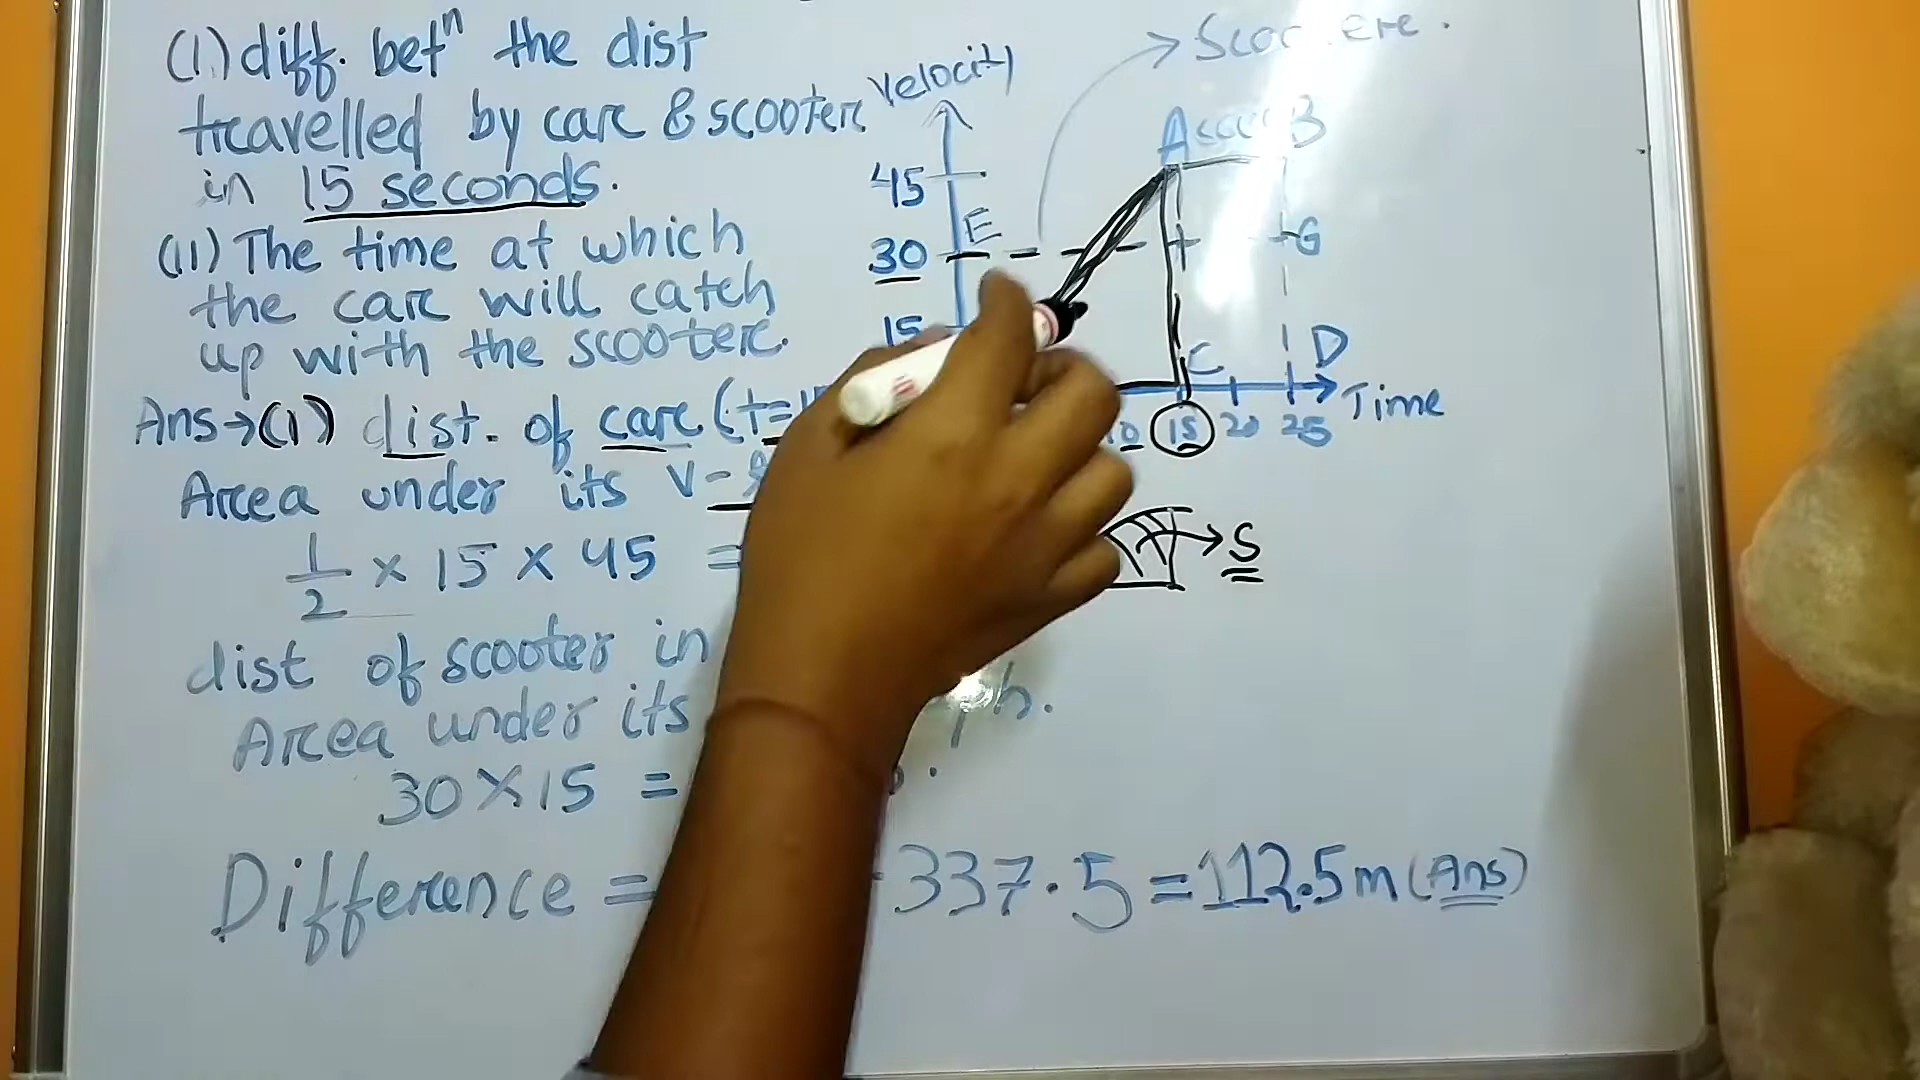 (I.) diff. betⁿ the dist
travelled by car & scooter
in 15 seconds.
(II) The time at which
the car will catch
up with the scooter.
Ans→(1) dist. of car (t=
Area under its v-
1/2 × 15 × 45 =
dist of scooter in
Area under its
30×15 =
Difference = 337.5 = 112.5 m (Ans)
velocity
45
30
15
E
A
B
G
C
D
10 15 20 25 Time
→ S